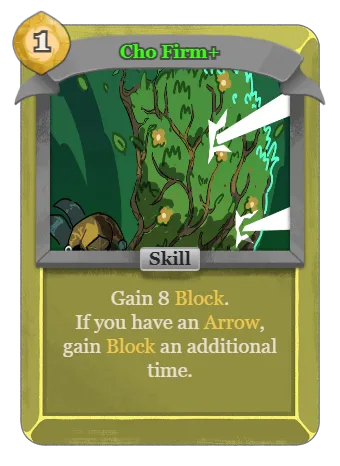 1
Cho Firm+
Skill
Gain 8 Block.
If you have an Arrow,
gain Block an additional
time.